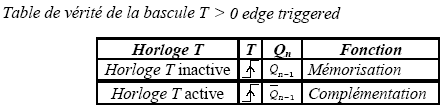 Table de vérité de la bascule T > 0 edge triggered
Horloge T T Qn Fonction
Horloge T inactive Qn−1 Mémorisation
Horloge T active Q̅n−1 Complémentation